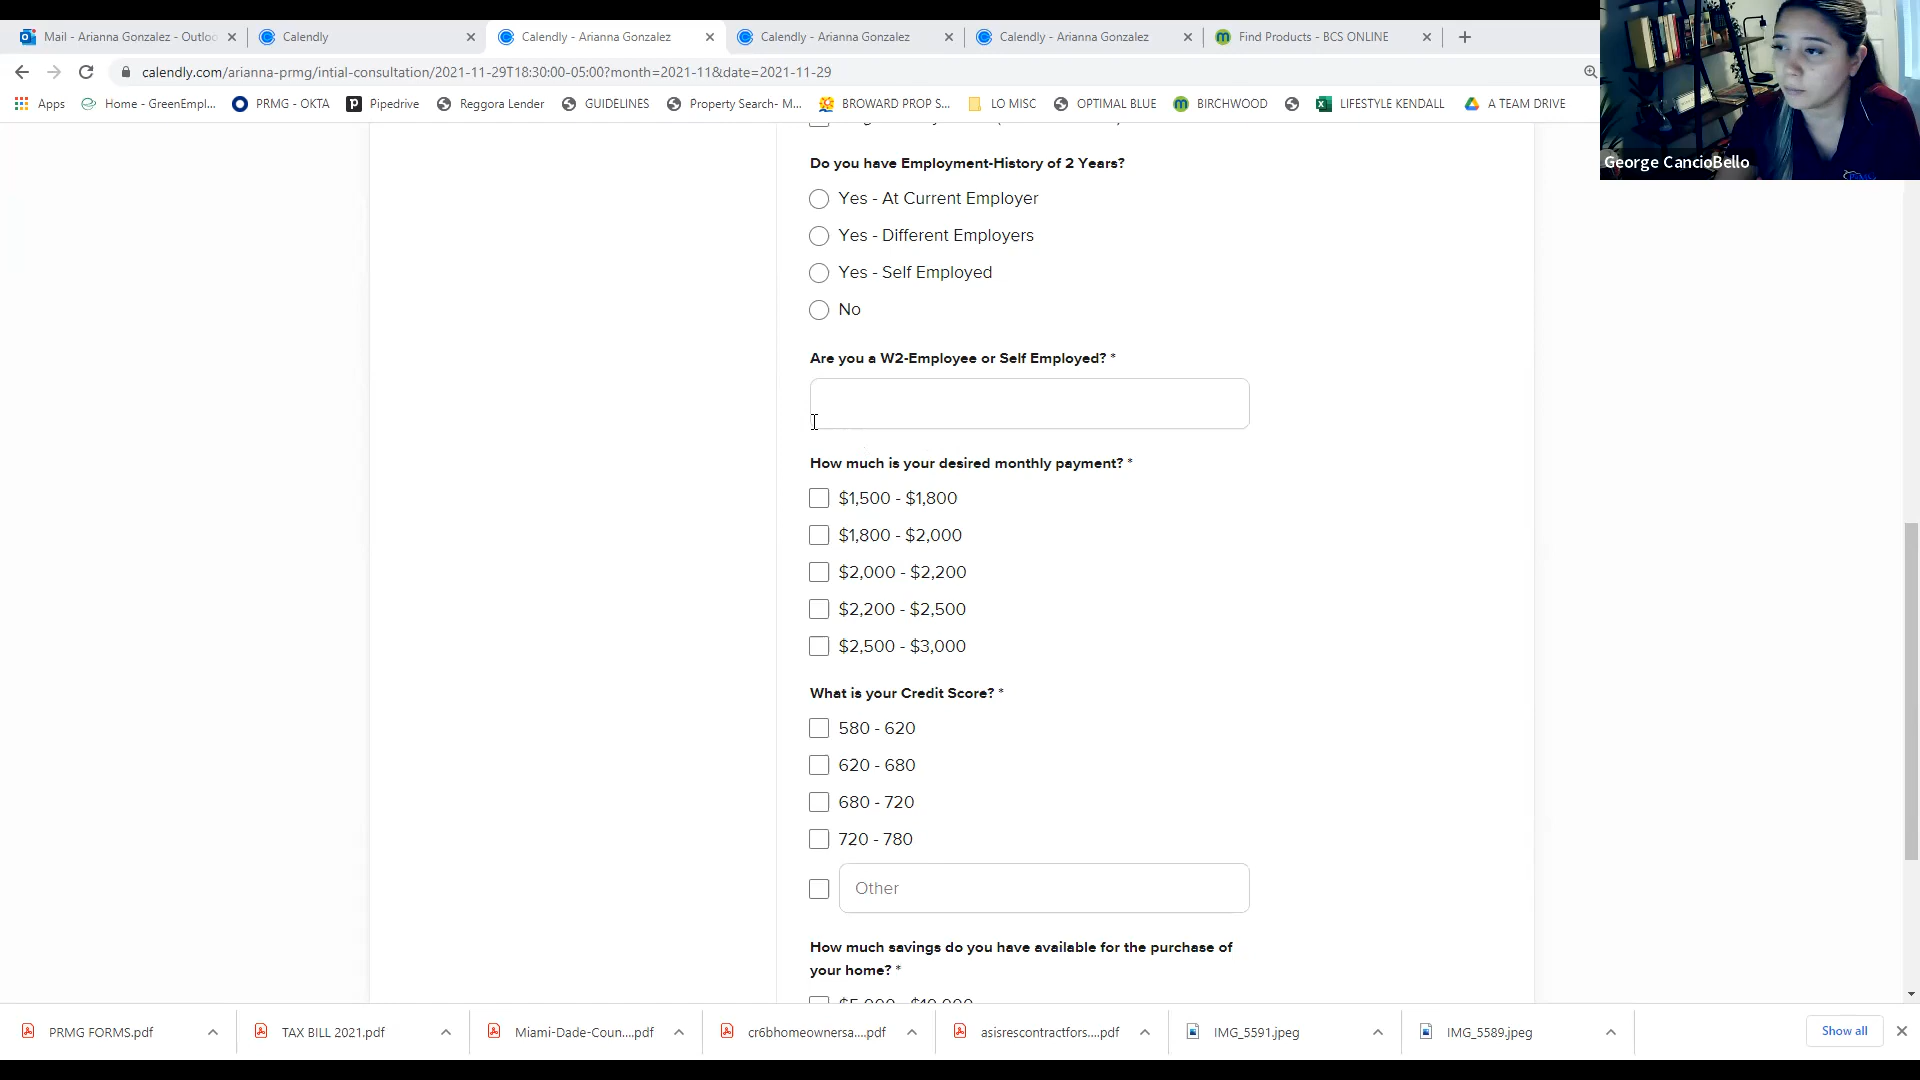 Mail - Arianna Gonzalez - Outloo
Calendly
Calendly - Arianna Gonzalez
Calendly - Arianna Gonzalez
Calendly - Arianna Gonzalez
Find Products - BCS ONLINE
calendly.com/arianna-prmg/intial-consultation/2021-11-29T18:30:00-05:00?month=2021-11&date=2021-11-29
Apps
Home - GreenEmpl...
PRMG - OKTA
Pipedrive
Reggora Lender
GUIDELINES
Property Search- M...
BROWARD PROP S...
LO MISC
OPTIMAL BLUE
BIRCHWOOD
LIFESTYLE KENDALL
A TEAM DRIVE
George CancioBello
Do you have Employment-History of 2 Years?
Yes - At Current Employer
Yes - Different Employers
Yes - Self Employed
No
Are you a W2-Employee or Self Employed? *
How much is your desired monthly payment? *
$1,500 - $1,800
$1,800 - $2,000
$2,000 - $2,200
$2,200 - $2,500
$2,500 - $3,000
What is your Credit Score? *
580 - 620
620 - 680
680 - 720
720 - 780
Other
How much savings do you have available for the purchase of
your home? *
$5,000 - $10,000
PRMG FORMS.pdf
TAX BILL 2021.pdf
Miami-Dade-Coun....pdf
cr6bhomeownersa....pdf
asisrescontractfors....pdf
IMG_5591.jpeg
IMG_5589.jpeg
Show all